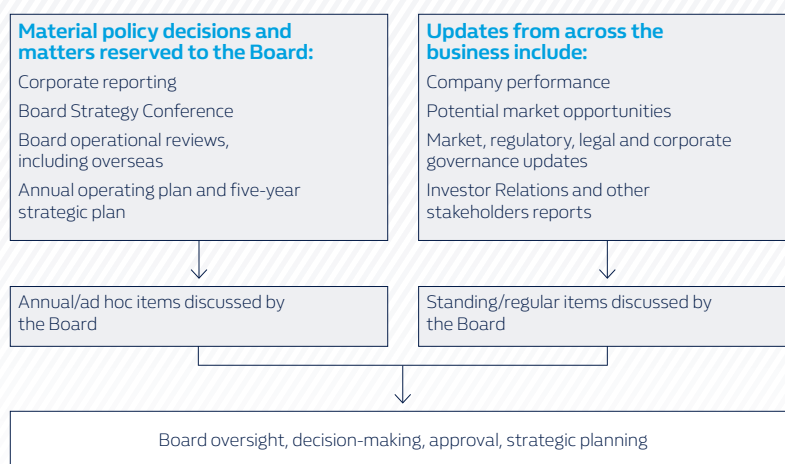 Material policy decisions and
matters reserved to the Board:
Corporate reporting
Board Strategy Conference
Board operational reviews,
including overseas
Annual operating plan and five-year
strategic plan
Updates from across the
business include:
Company performance
Potential market opportunities
Market, regulatory, legal and corporate
governance updates
Investor Relations and other
stakeholders reports
Annual/ad hoc items discussed by
the Board
Standing/regular items discussed by
the Board
Board oversight, decision-making, approval, strategic planning